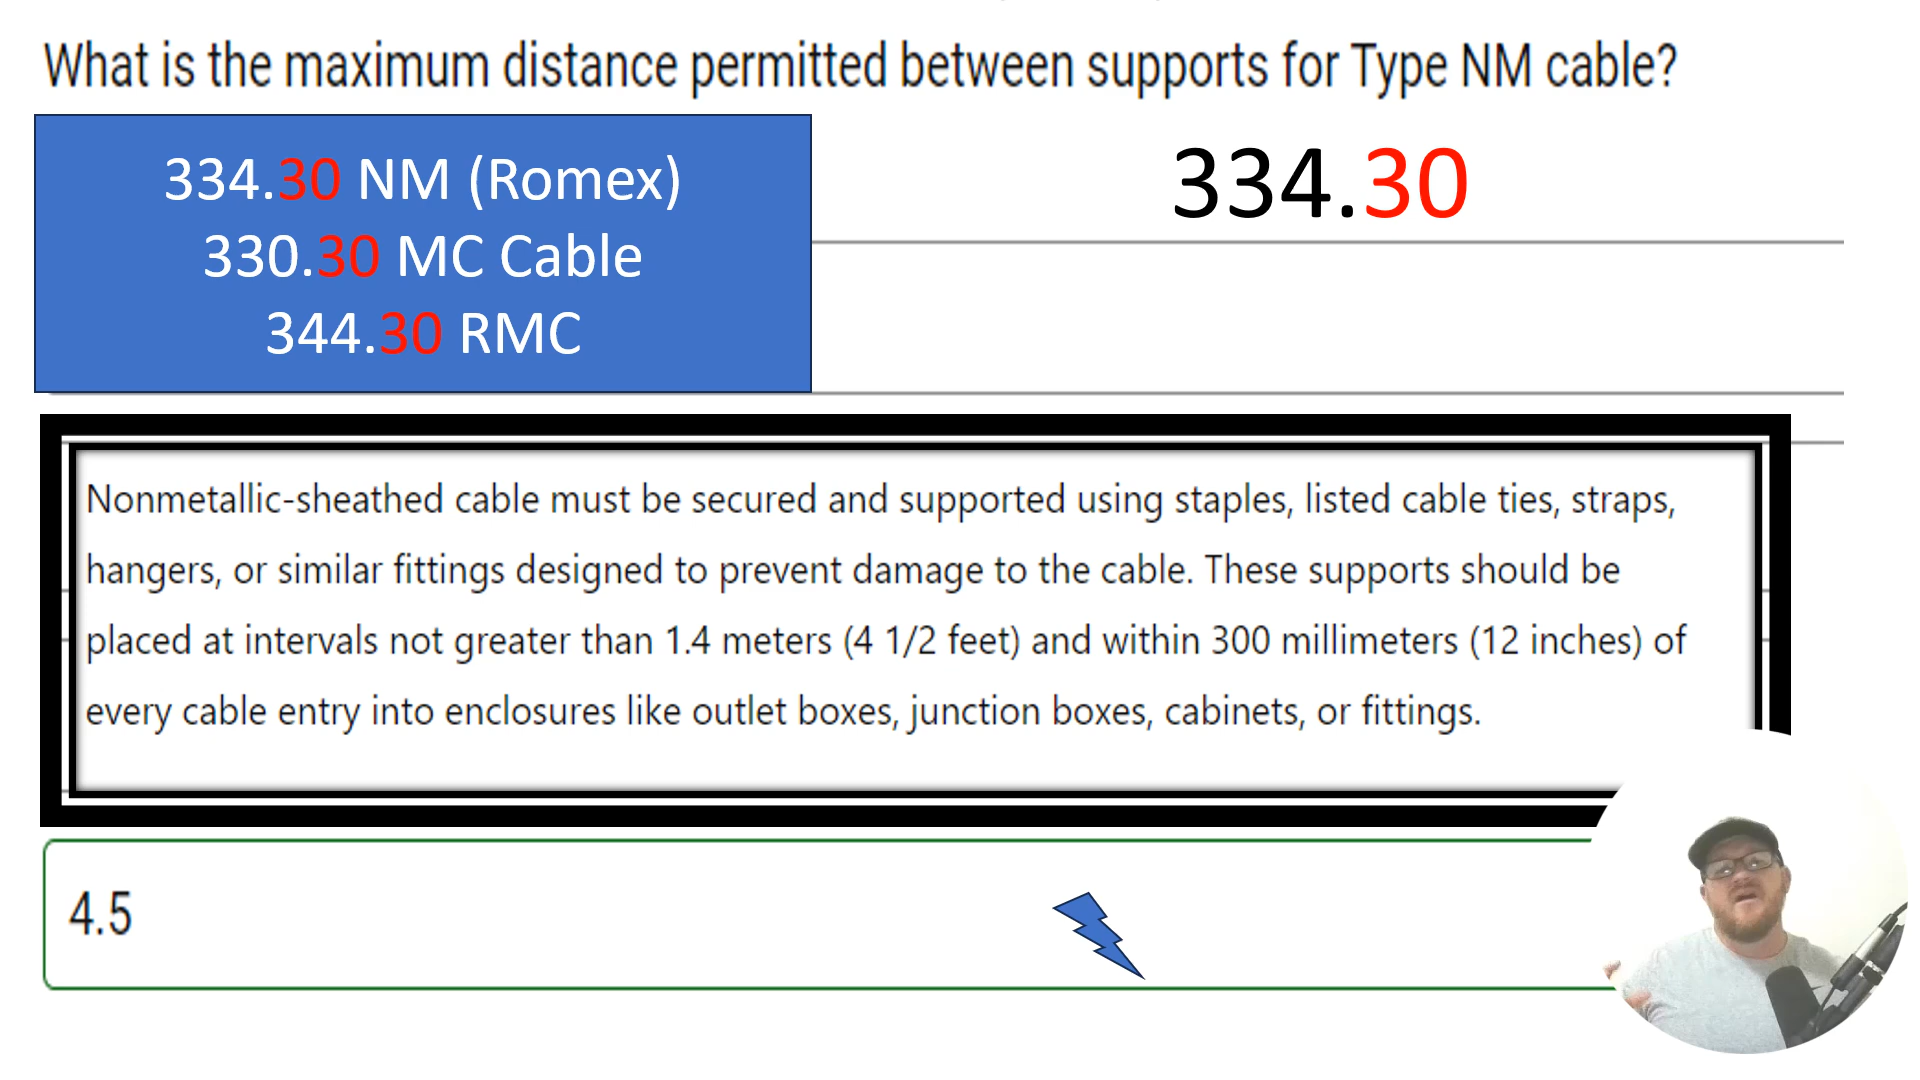 What is the maximum distance permitted between supports for Type NM cable?
334.30 NM (Romex)
330.30 MC Cable
344.30 RMC
334.30
Nonmetallic-sheathed cable must be secured and supported using staples, listed cable ties, straps,
hangers, or similar fittings designed to prevent damage to the cable. These supports should be
placed at intervals not greater than 1.4 meters (4 1/2 feet) and within 300 millimeters (12 inches) of
every cable entry into enclosures like outlet boxes, junction boxes, cabinets, or fittings.
4.5